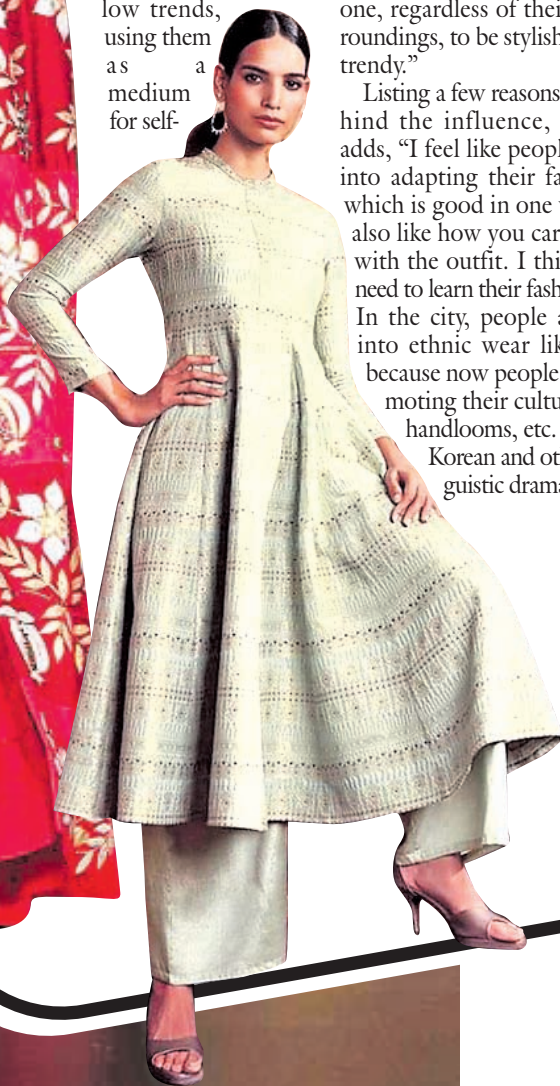 low trends,
using them
as a
medium
for self-
one, regardless of thei
roundings, to be stylish
trendy.”
Listing a few reasons
hind the influence,
adds, “I feel like peopl
into adapting their fa
which is good in one
also like how you car
with the outfit. I thi
need to learn their fash
In the city, people a
into ethnic wear lik
because now people
moting their cultu
handlooms, etc.
Korean and ot
guistic drama